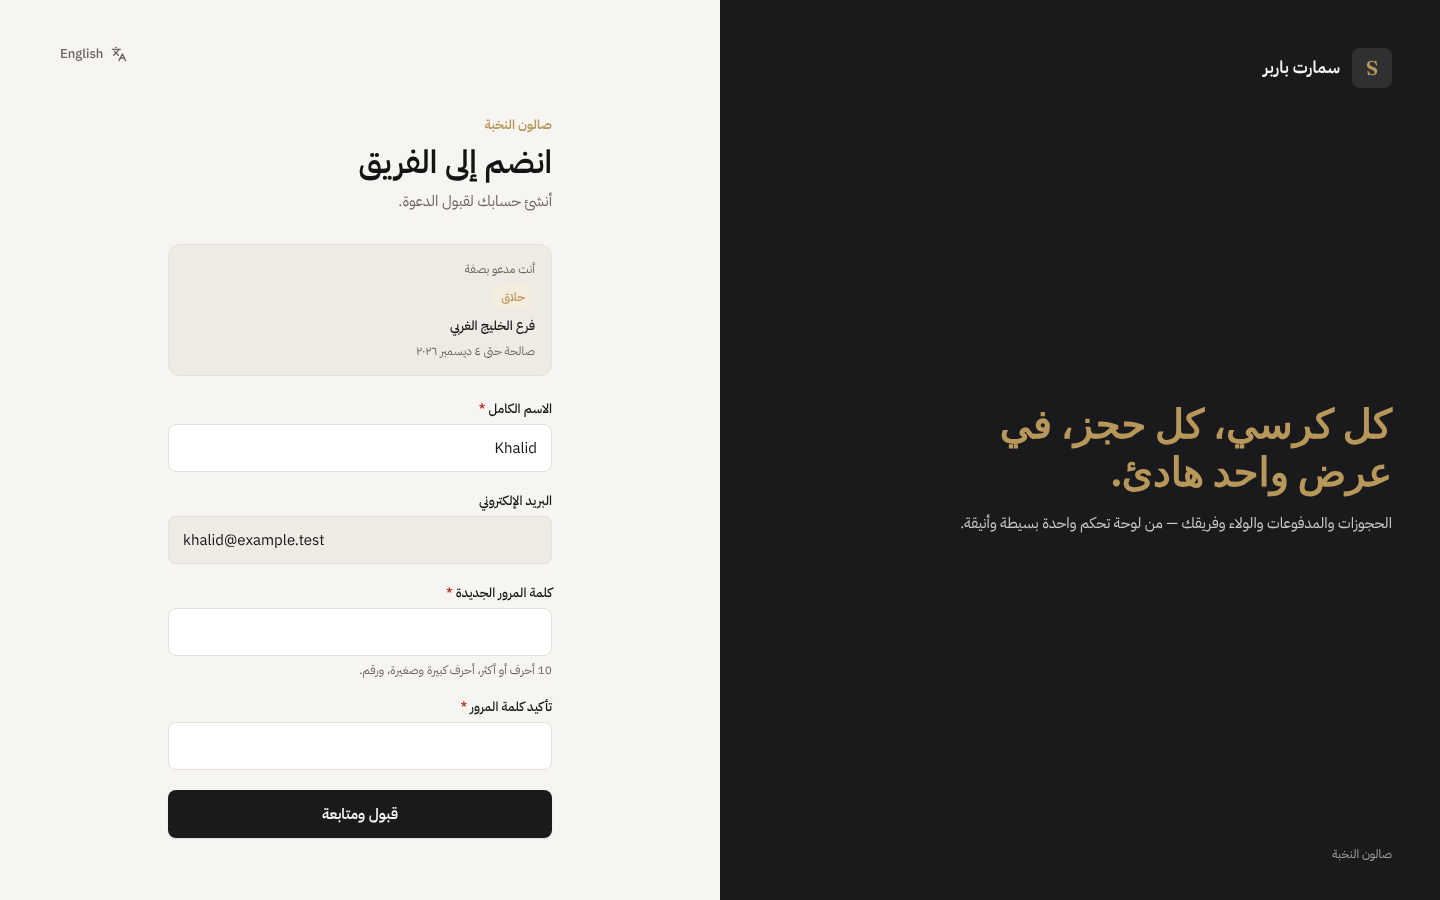 S
سمارت باربر
كل كرسي، كل حجز، في
عرض واحد هادئ.
الحجوزات والمدفوعات والولاء وفريقك — من لوحة تحكم واحدة بسيطة وأنيقة.
صالون النخبة
English
صالون النخبة
انضم إلى الفريق
أنشئ حسابك لقبول الدعوة.
أنت مدعو بصفة
حلاق
فرع الخليج الغربي
صالحة حتى ٤ ديسمبر ٢٠٢٦
الاسم الكامل *
Khalid
البريد الإلكتروني
khalid@example.test
كلمة المرور الجديدة *
10 أحرف أو أكثر، أحرف كبيرة وصغيرة، ورقم.
تأكيد كلمة المرور *
قبول ومتابعة